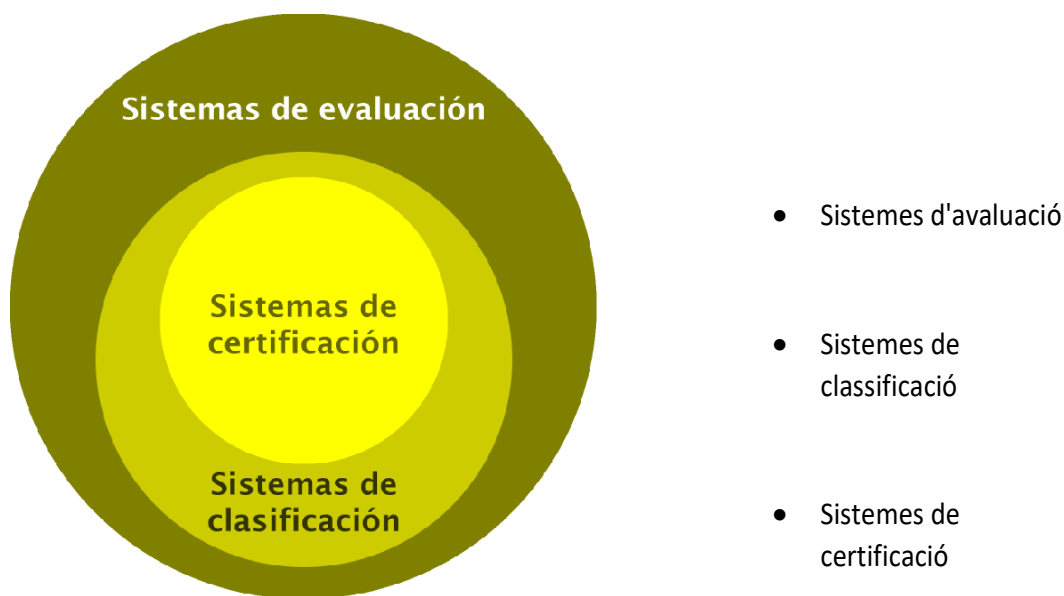 Sistemas de evaluación
Sistemas de
certificación
Sistemas de
clasificación
• Sistemes d'avaluació
• Sistemes de
classificació
• Sistemes de
certificació